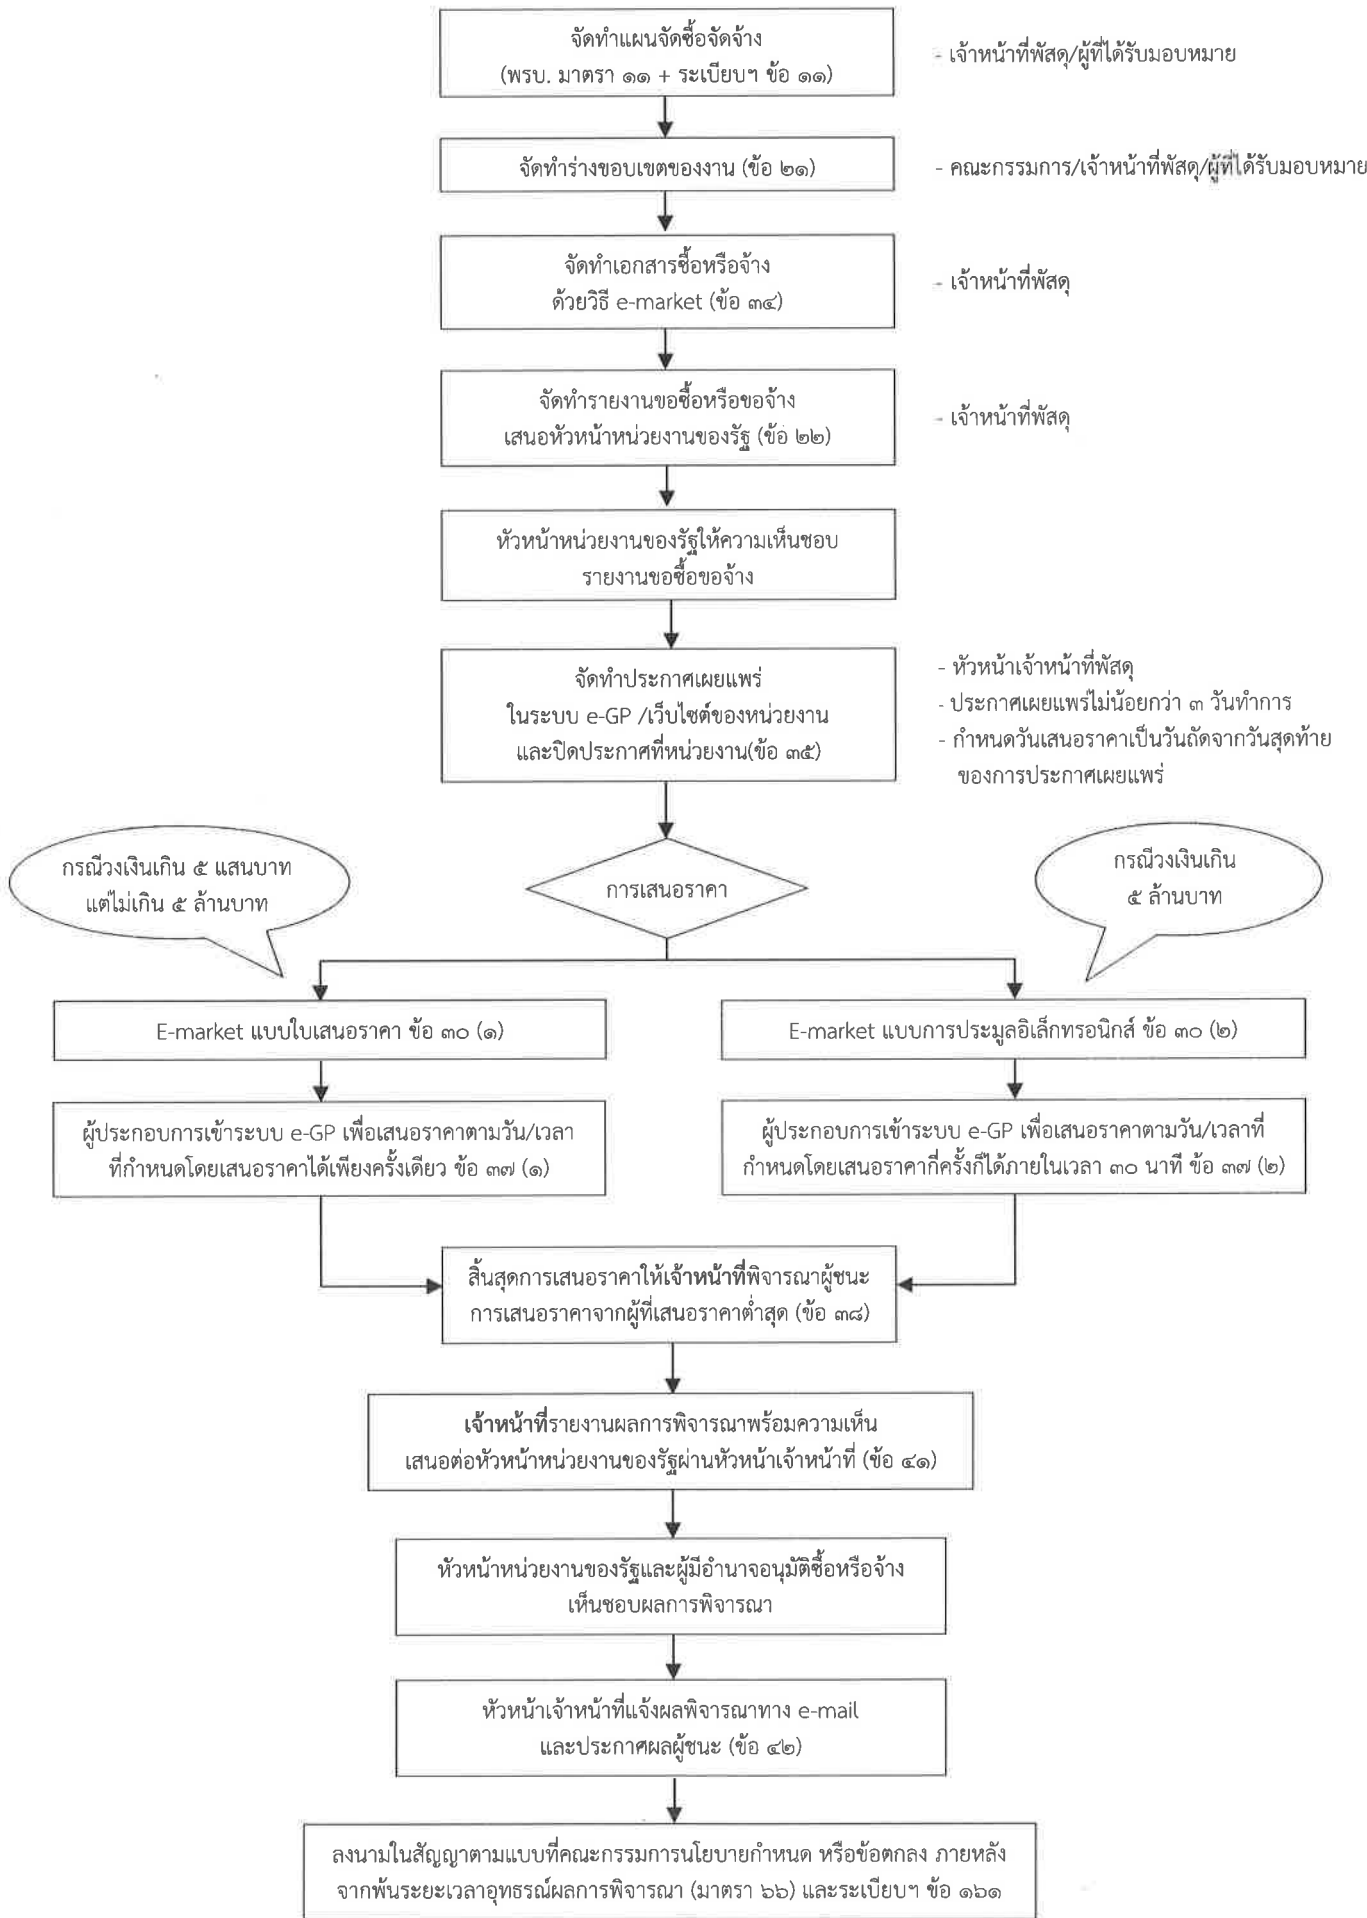 จัดทำแผนจัดซื้อจัดจ้าง
(พรบ. มาตรา ๑๑ + ระเบียบฯ ข้อ ๑๑)
- เจ้าหน้าที่พัสดุ/ผู้ที่ได้รับมอบหมาย
จัดทำร่างขอบเขตของงาน (ข้อ ๒๑)
- คณะกรรมการ/เจ้าหน้าที่พัสดุ/ผู้ที่ได้รับมอบหมาย
จัดทำเอกสารซื้อหรือจ้าง
ด้วยวิธี e-market (ข้อ ๓๔)
- เจ้าหน้าที่พัสดุ
จัดทำรายงานขอซื้อหรือขอจ้าง
เสนอหัวหน้าหน่วยงานของรัฐ (ข้อ ๒๒)
- เจ้าหน้าที่พัสดุ
หัวหน้าหน่วยงานของรัฐให้ความเห็นชอบ
รายงานขอซื้อขอจ้าง
จัดทำประกาศเผยแพร่
ในระบบ e-GP /เว็บไซต์ของหน่วยงาน
และปิดประกาศที่หน่วยงาน(ข้อ ๓๕)
- หัวหน้าเจ้าหน้าที่พัสดุ
- ประกาศเผยแพร่ไม่น้อยกว่า ๓ วันทำการ
- กำหนดวันเสนอราคาเป็นวันถัดจากวันสุดท้าย
ของการประกาศเผยแพร่
กรณีวงเงินเกิน ๕ แสนบาท
แต่ไม่เกิน ๕ ล้านบาท
การเสนอราคา
กรณีวงเงินเกิน
๕ ล้านบาท
E-market แบบใบเสนอราคา ข้อ ๓๐ (๑)
E-market แบบการประมูลอิเล็กทรอนิกส์ ข้อ ๓๐ (๒)
ผู้ประกอบการเข้าระบบ e-GP เพื่อเสนอราคาตามวัน/เวลา
ที่กำหนดโดยเสนอราคาได้เพียงครั้งเดียว ข้อ ๓๗ (๑)
ผู้ประกอบการเข้าระบบ e-GP เพื่อเสนอราคาตามวัน/เวลาที่
กำหนดโดยเสนอราคากี่ครั้งก็ได้ภายในเวลา ๓๐ นาที ข้อ ๓๗ (๒)
สิ้นสุดการเสนอราคาให้เจ้าหน้าที่พิจารณาผู้ชนะ
การเสนอราคาจากผู้ที่เสนอราคาต่ำสุด (ข้อ ๓๘)
เจ้าหน้าที่รายงานผลการพิจารณาพร้อมความเห็น
เสนอต่อหัวหน้าหน่วยงานของรัฐผ่านหัวหน้าเจ้าหน้าที่ (ข้อ ๔๑)
หัวหน้าหน่วยงานของรัฐและผู้มีอำนาจอนุมัติซื้อหรือจ้าง
เห็นชอบผลการพิจารณา
หัวหน้าเจ้าหน้าที่แจ้งผลพิจารณาทาง e-mail
และประกาศผลผู้ชนะ (ข้อ ๔๒)
ลงนามในสัญญาตามแบบที่คณะกรรมการนโยบายกำหนด หรือข้อตกลง ภายหลัง
จากพ้นระยะเวลาอุทธรณ์ผลการพิจารณา (มาตรา ๖๖) และระเบียบฯ ข้อ ๑๖๑